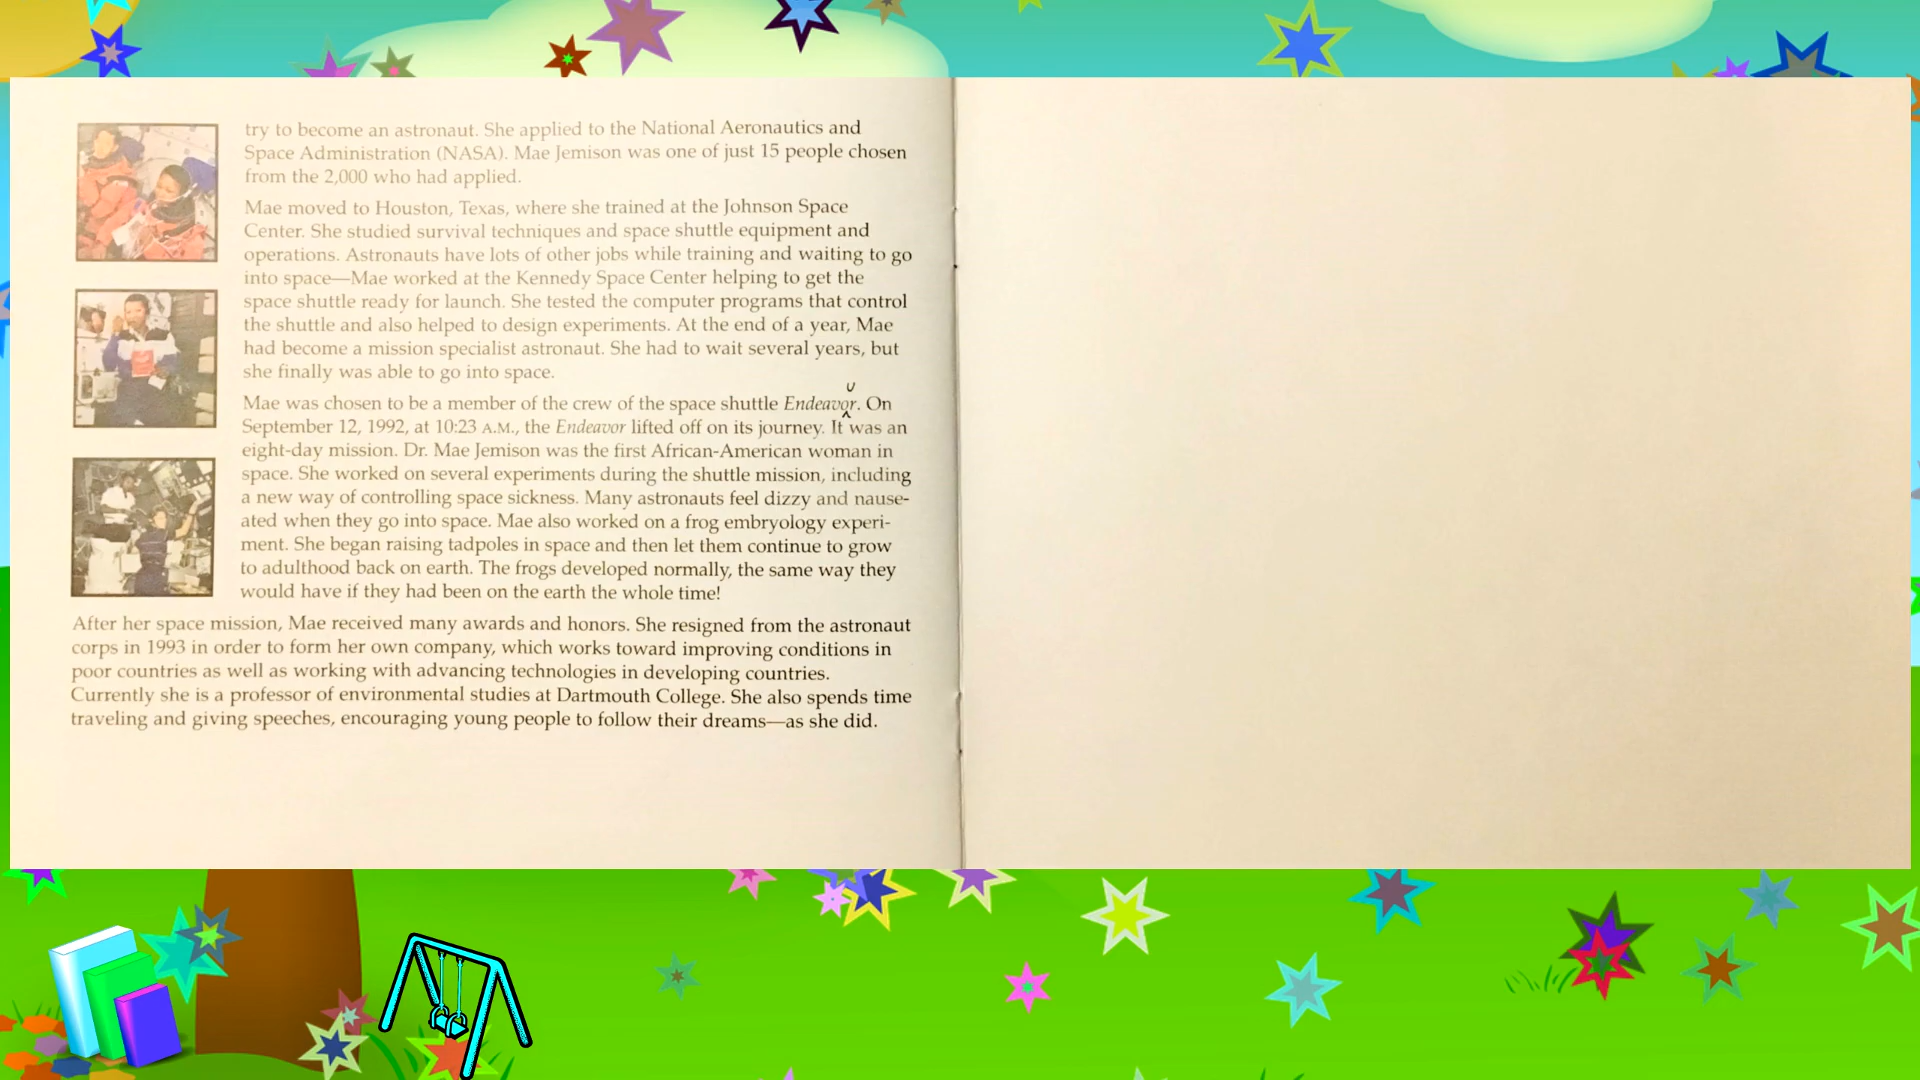 try to become an astronaut. She applied to the National Aeronautics and
Space Administration (NASA). Mae Jemison was one of just 15 people chosen
from the 2,000 who had applied.
Mae moved to Houston, Texas, where she trained at the Johnson Space
Center. She studied survival techniques and space shuttle equipment and
operations. Astronauts have lots of other jobs while training and waiting to go
into space—Mae worked at the Kennedy Space Center helping to get the
space shuttle ready for launch. She tested the computer programs that control
the shuttle and also helped to design experiments. At the end of a year, Mae
had become a mission specialist astronaut. She had to wait several years, but
she finally was able to go into space.
u
Mae was chosen to be a member of the crew of the space shuttle Endeavor. On
^
September 12, 1992, at 10:23 A.M., the Endeavor lifted off on its journey. It was an
eight-day mission. Dr. Mae Jemison was the first African-American woman in
space. She worked on several experiments during the shuttle mission, including
a new way of controlling space sickness. Many astronauts feel dizzy and nause-
ated when they go into space. Mae also worked on a frog embryology experi-
ment. She began raising tadpoles in space and then let them continue to grow
to adulthood back on earth. The frogs developed normally, the same way they
would have if they had been on the earth the whole time!
After her space mission, Mae received many awards and honors. She resigned from the astronaut
corps in 1993 in order to form her own company, which works toward improving conditions in
poor countries as well as working with advancing technologies in developing countries.
Currently she is a professor of environmental studies at Dartmouth College. She also spends time
traveling and giving speeches, encouraging young people to follow their dreams—as she did.